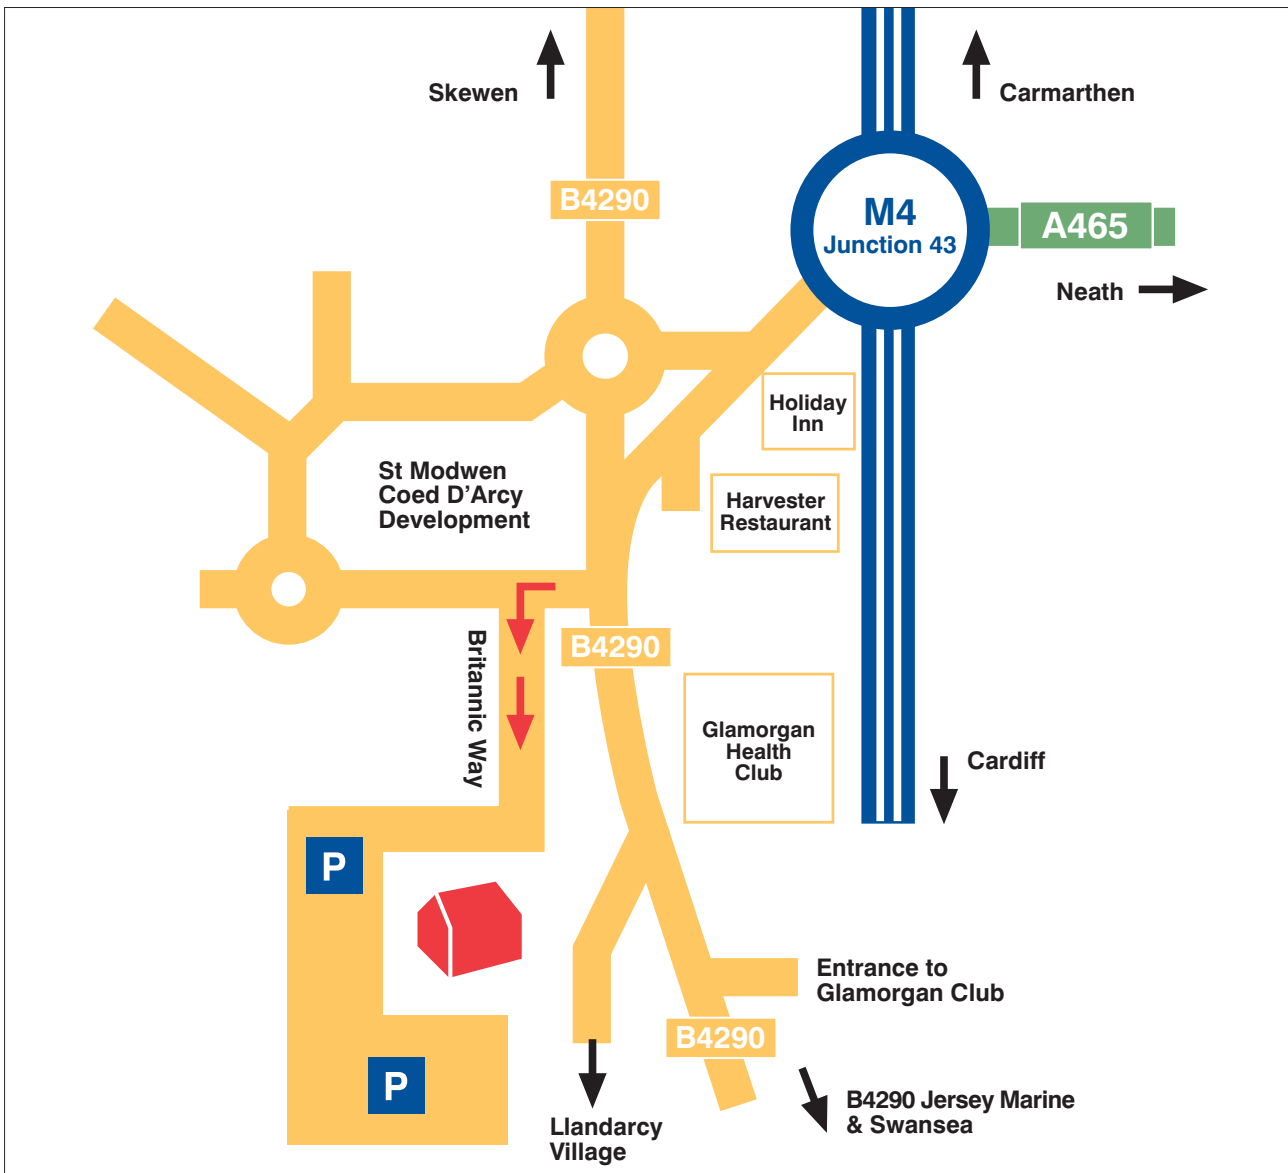 Skewen
Carmarthen
B4290
M4
Junction 43
A465
Neath
Holiday
Inn
St Modwen
Coed D'Arcy
Development
Harvester
Restaurant
B4290
Britannic Way
Glamorgan
Health
Club
Cardiff
P
Entrance to
Glamorgan Club
B4290
P
B4290 Jersey Marine
& Swansea
Llandarcy
Village